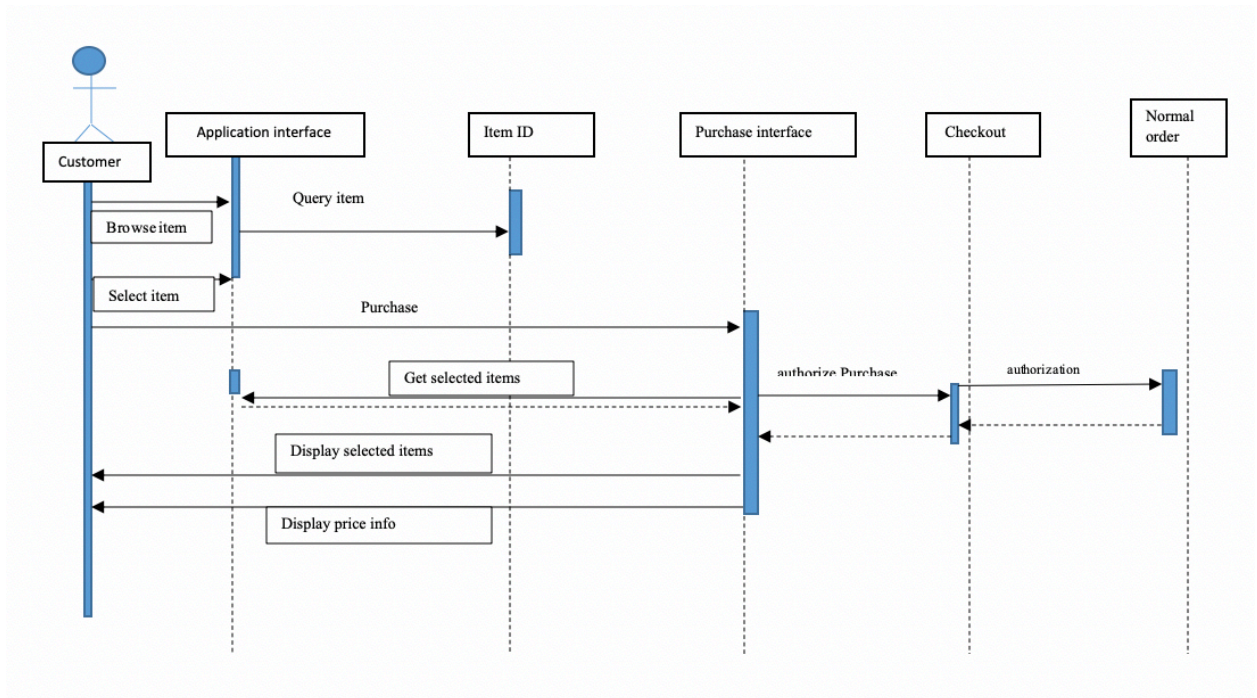 Customer
Application interface
Item ID
Purchase interface
Checkout
Normal
order
Query item
Browse item
Select item
Purchase
Get selected items
authorize Purchase
authorization
Display selected items
Display price info